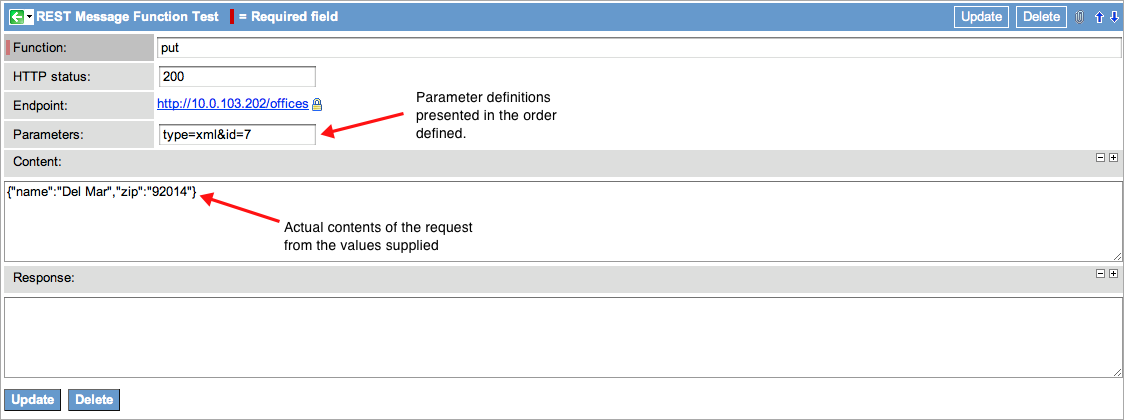 REST Message Function Test = Required field Update Delete
Function: put
HTTP status: 200
Endpoint: http://10.0.103.202/offices
Parameters: type=xml&id=7
Parameter definitions
presented in the order
defined.
Content:
{"name":"Del Mar","zip":"92014"}
Actual contents of the request
from the values supplied
Response:
Update Delete